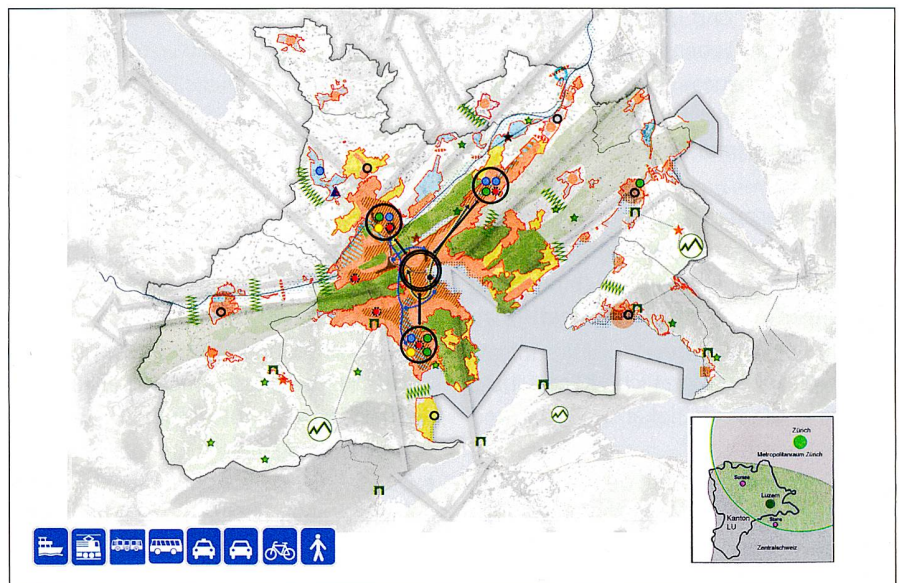 Zürich
Metropolitanraum Zürich
Sursee
Luzern
Kanton
LU
Stans
Zentralschweiz